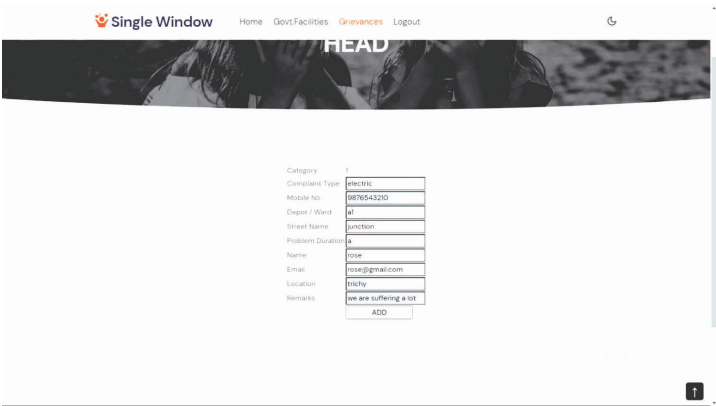 Single Window Home Govt.Facilities Grievances Logout
HEAD
Category 1
Complaint Type electric
Mobile No 9876543210
Depot / Ward a1
Street Name junction
Problem Duration a
Name rose
Email rose@gmail.com
Location trichy
Remarks we are suffering a lot
ADD